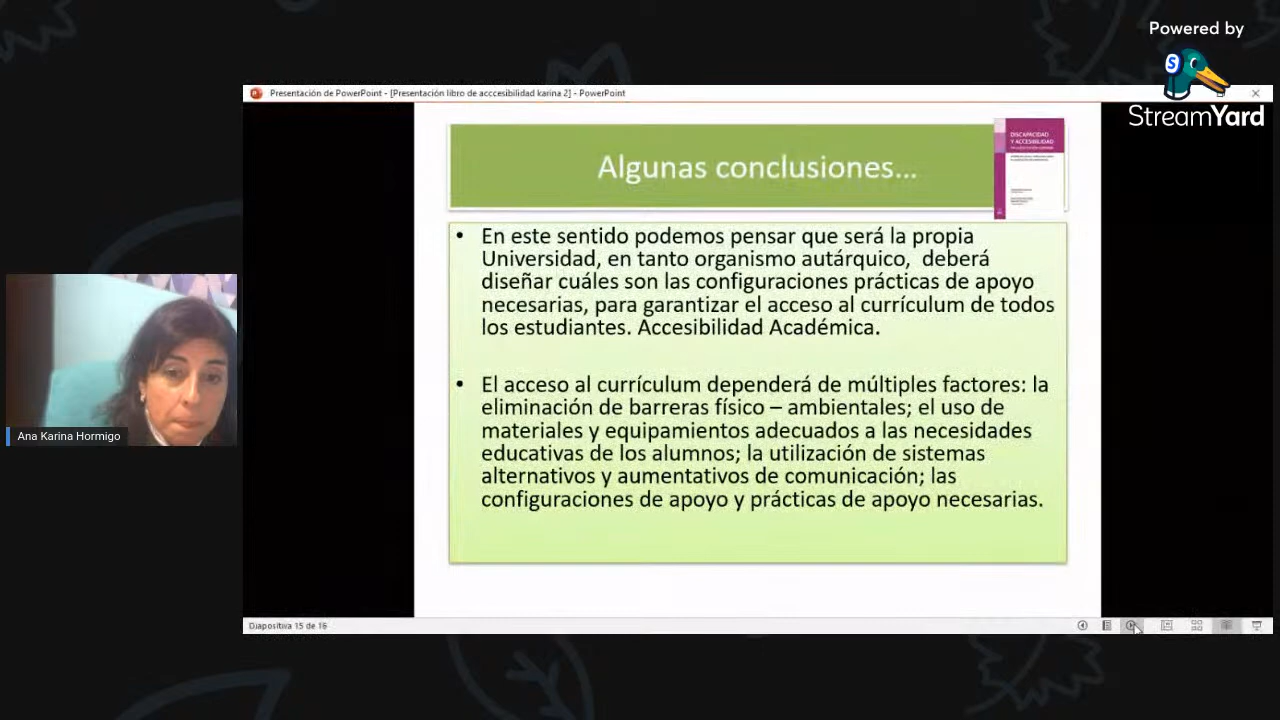 Powered by
StreamYard
Presentación de PowerPoint - [Presentación libro de acccesibilidad karina 2] - PowerPoint
Algunas conclusiones...
DISCAPACIDAD
Y ACCESIBILIDAD
• En este sentido podemos pensar que será la propia
Universidad, en tanto organismo autárquico, deberá
diseñar cuáles son las configuraciones prácticas de apoyo
necesarias, para garantizar el acceso al currículum de todos
los estudiantes. Accesibilidad Académica.
• El acceso al currículum dependerá de múltiples factores: la
eliminación de barreras físico – ambientales; el uso de
materiales y equipamientos adecuados a las necesidades
educativas de los alumnos; la utilización de sistemas
alternativos y aumentativos de comunicación; las
configuraciones de apoyo y prácticas de apoyo necesarias.
Ana Karina Hormigo
Diapositiva 15 de 16